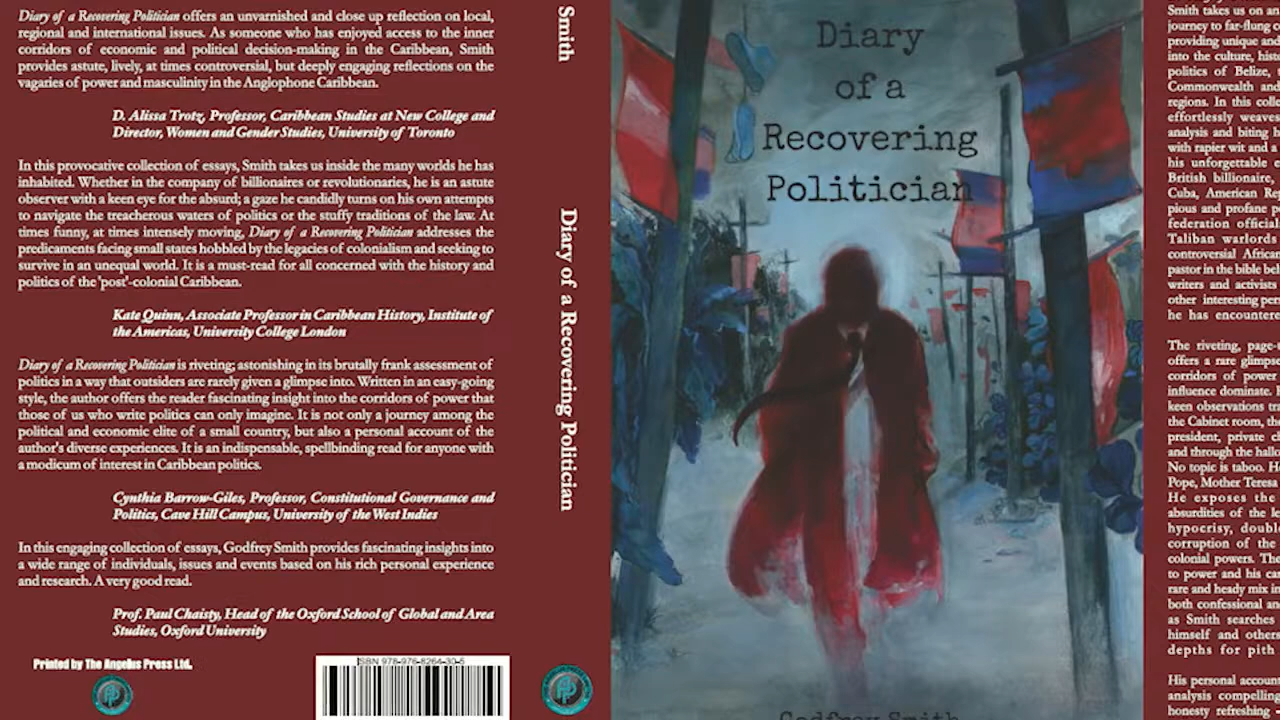 Diary of a Recovering Politician offers an unvarnished and close up reflection on local,
regional and international issues. As someone who has enjoyed access to the inner
corridors of economic and political decision-making in the Caribbean, Smith
provides astute, lively, at times controversial, but deeply engaging reflections on the
vagaries of power and masculinity in the Anglophone Caribbean.
D. Alissa Trotz, Professor, Caribbean Studies at New College and
Director, Women and Gender Studies, University of Toronto
In this provocative collection of essays, Smith takes us inside the many worlds he has
inhabited. Whether in the company of billionaires or revolutionaries, he is an astute
observer with a keen eye for the absurd; a gaze he candidly turns on his own attempts
to navigate the treacherous waters of politics or the stuffy traditions of the law. At
times funny, at times intensely moving, Diary of a Recovering Politician addresses the
predicaments facing small states hobbled by the legacies of colonialism and seeking to
survive in an unequal world. It is a must-read for all concerned with the history and
politics of the 'post'-colonial Caribbean.
Kate Quinn, Associate Professor in Caribbean History, Institute of
the Americas, University College London
Diary of a Recovering Politician is riveting; astonishing in its brutally frank assessment of
politics in a way that outsiders are rarely given a glimpse into. Written in an easy-going
style, the author offers the reader fascinating insight into the corridors of power that
those of us who write politics can only imagine. It is not only a journey among the
political and economic elite of a small country, but also a personal account of the
author's diverse experiences. It is an indispensable, spellbinding read for anyone with
a modicum of interest in Caribbean politics.
Cynthia Barrow-Giles, Professor, Constitutional Governance and
Politics, Cave Hill Campus, University of the West Indies
In this engaging collection of essays, Godfrey Smith provides fascinating insights into
a wide range of individuals, issues and events based on his rich personal experience
and research. A very good read.
Prof. Paul Chaisty, Head of the Oxford School of Global and Area
Studies, Oxford University
Printed by The Angelus Press Ltd.
ISBN 978-976-8264-30-5
Smith
Diary of a Recovering Politician
Diary
of a
Recovering
Politician
Godfrey Smith
Smith takes us on an
journey to far-flung
providing unique and
into the culture,
politics of Belize,
Commonwealth and
regions. In this
effortlessly weaves
analysis and biting
with rapier wit and a
his unforgettable
British billionaire,
Cuba, American
pious and profane
federation
Taliban warlords
controversial
pastor in the bible
writers and activists
other interesting
he has
The riveting,
offers a rare
corridors of power
influence dominate.
keen observations
the Cabinet room,
president, private
and through the
No topic is taboo.
Pope, Mother Teresa
He exposes the
absurdities of the
hypocrisy,
corruption of the
colonial powers.
to power and his
rare and heady mix
both confessional
as Smith searches
himself and
depths for pith
His personal
analysis
honesty refreshing